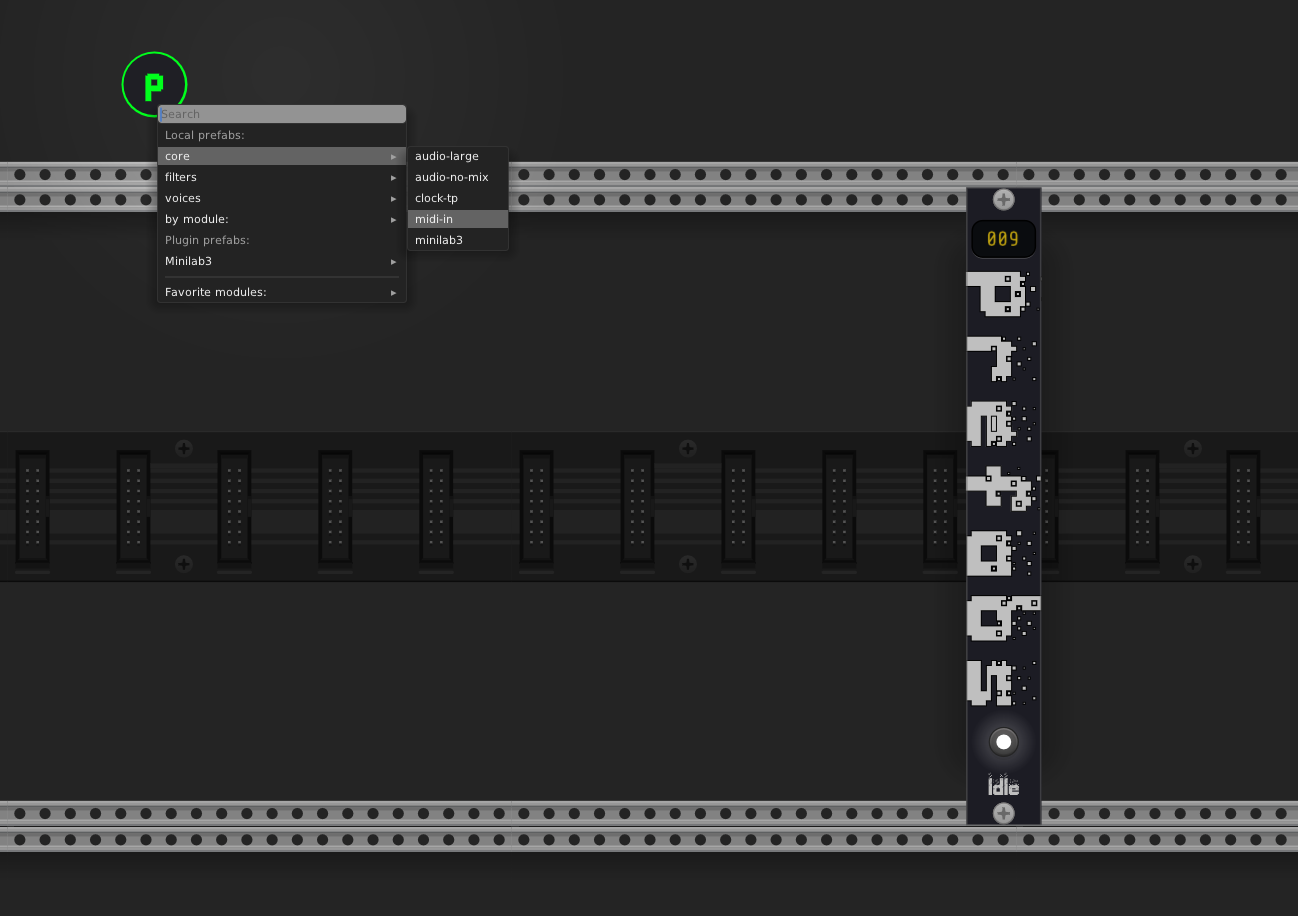 P
Search
Local prefabs:
core
filters
voices
by module:
Plugin prefabs:
Minilab3
Favorite modules:
audio-large
audio-no-mix
clock-tp
midi-in
minilab3
009
idle